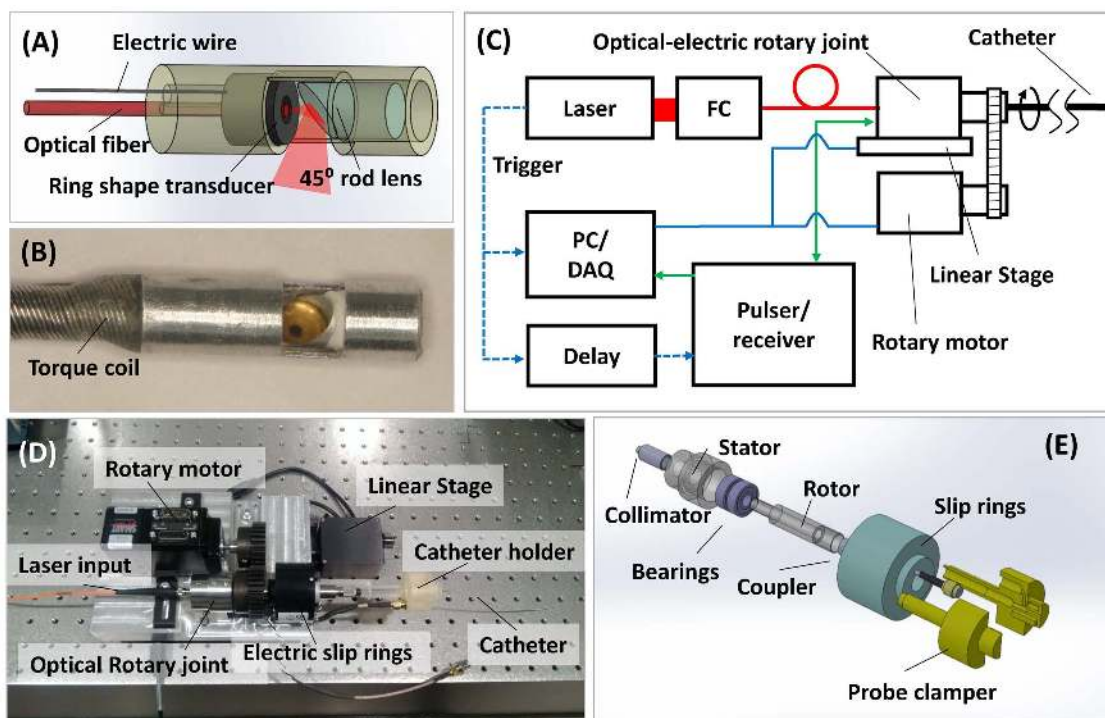 (A)
Electric wire
Optical fiber
Ring shape transducer
45⁰ rod lens
(B)
Torque coil
(C)
Optical-electric rotary joint
Catheter
Laser
FC
Trigger
PC/
DAQ
Pulser/
receiver
Delay
Linear Stage
Rotary motor
(D)
Rotary motor
Linear Stage
Catheter holder
Laser input
Catheter
Electric slip rings
Optical Rotary joint
(E)
Stator
Collimator
Rotor
Slip rings
Bearings
Coupler
Probe clamper